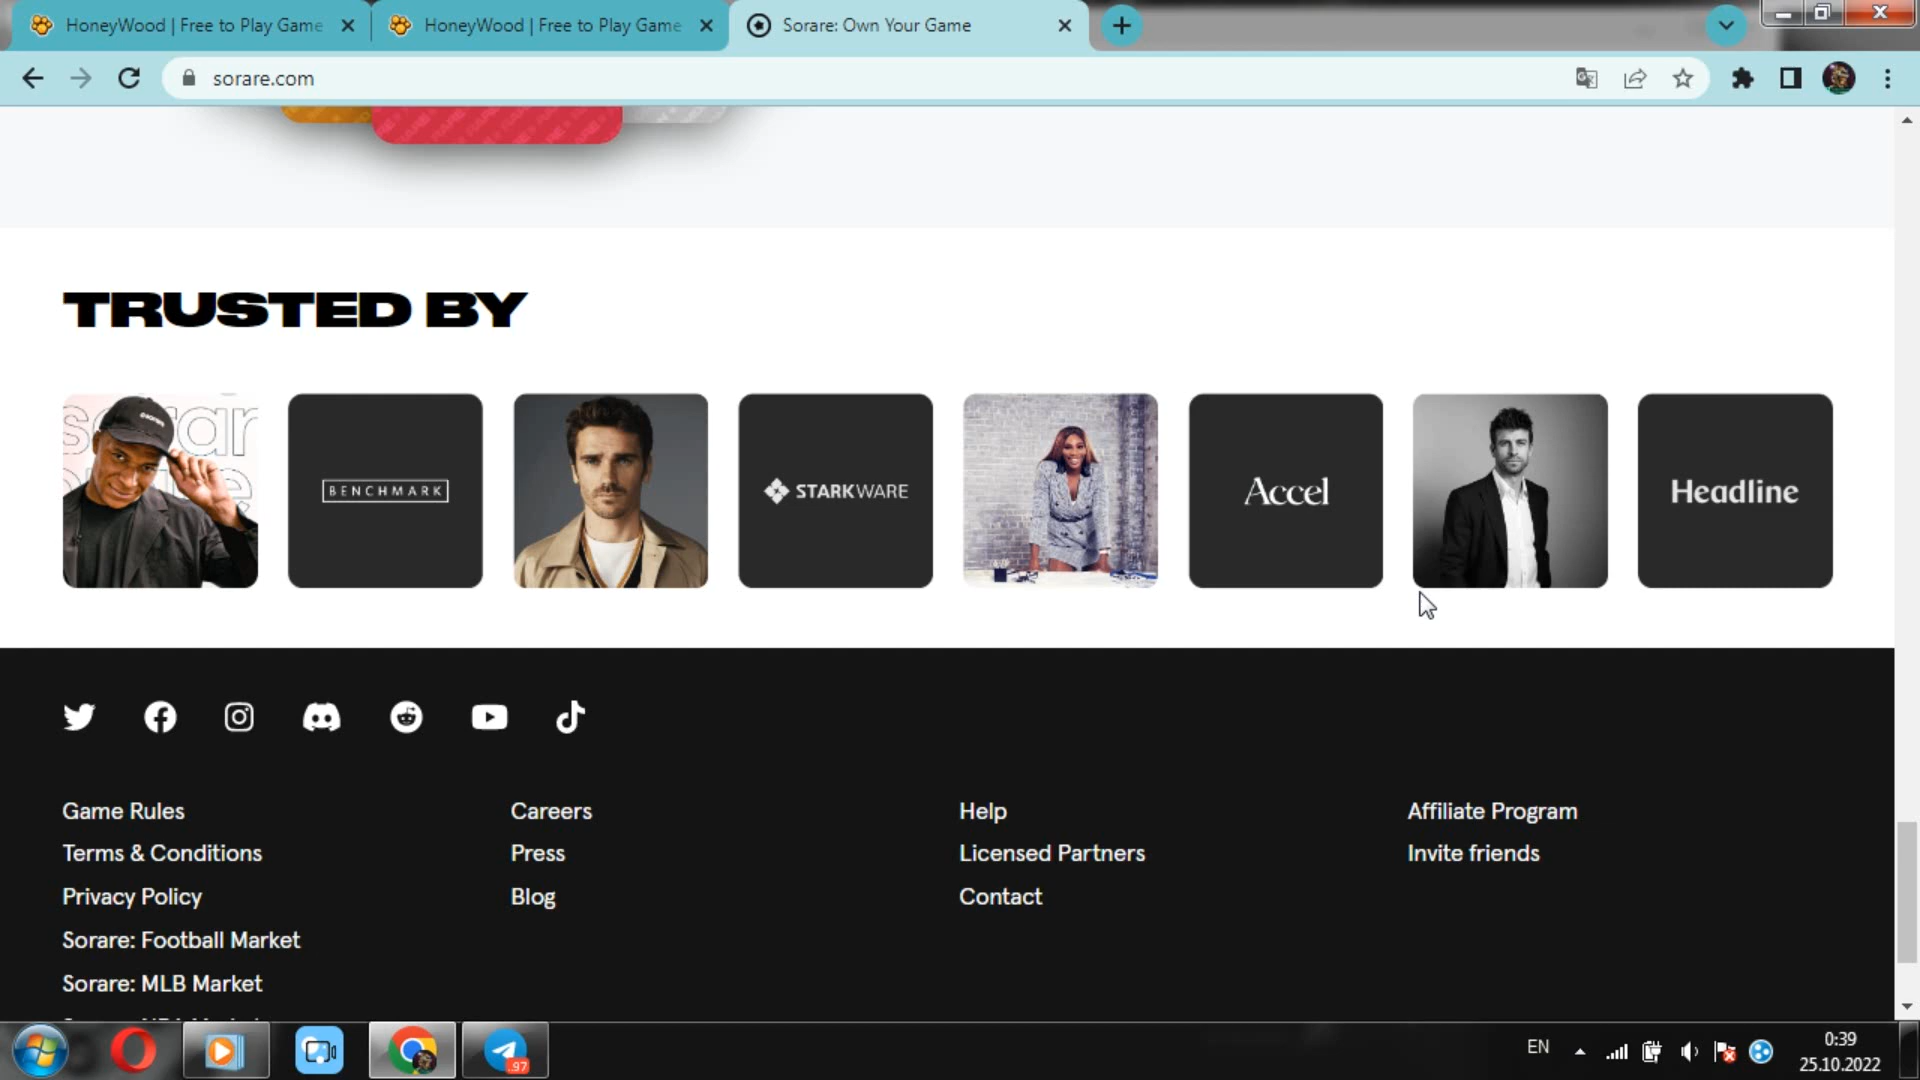 HoneyWood | Free to Play Game
HoneyWood | Free to Play Game
Sorare: Own Your Game
sorare.com
TRUSTED BY
BENCHMARK
STARKWARE
Accel
Headline
Game Rules
Careers
Help
Affiliate Program
Terms & Conditions
Press
Licensed Partners
Invite friends
Privacy Policy
Blog
Contact
Sorare: Football Market
Sorare: MLB Market
EN
97
0:39
25.10.2022